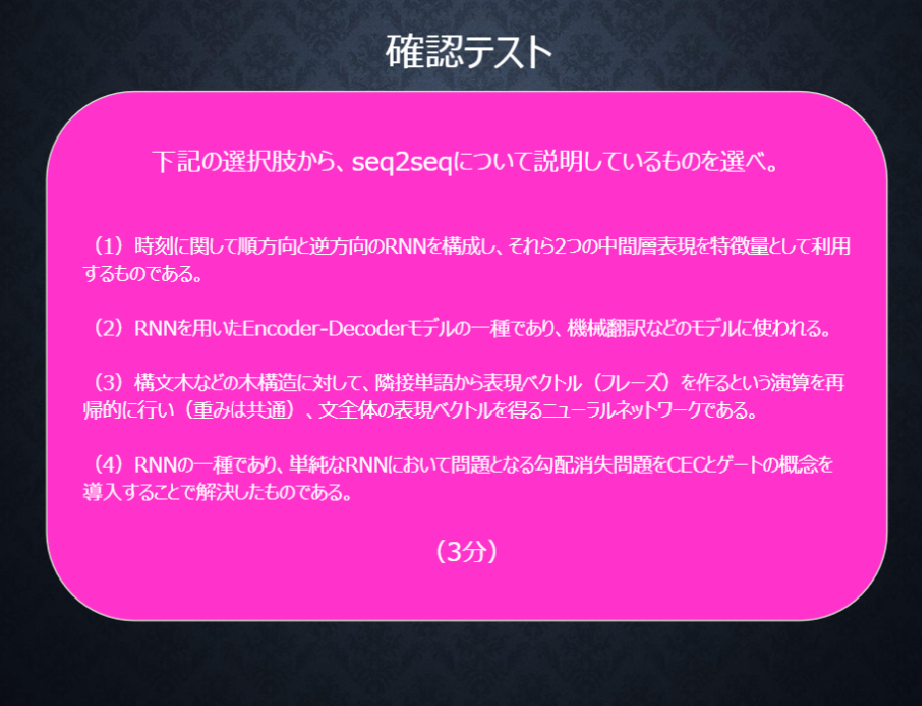 確認テスト
下記の選択肢から、seq2seqについて説明しているものを選べ。
（1）時刻に関して順方向と逆方向のRNNを構成し、それら2つの中間層表現を特徴量として利用
するものである。
（2）RNNを用いたEncoder-Decoderモデルの一種であり、機械翻訳などのモデルに使われる。
（3）構文木などの木構造に対して、隣接単語から表現ベクトル（フレーズ）を作るという演算を再
帰的に行い（重みは共通）、文全体の表現ベクトルを得るニューラルネットワークである。
（4）RNNの一種であり、単純なRNNにおいて問題となる勾配消失問題をCECとゲートの概念を
導入することで解決したものである。
（3分）